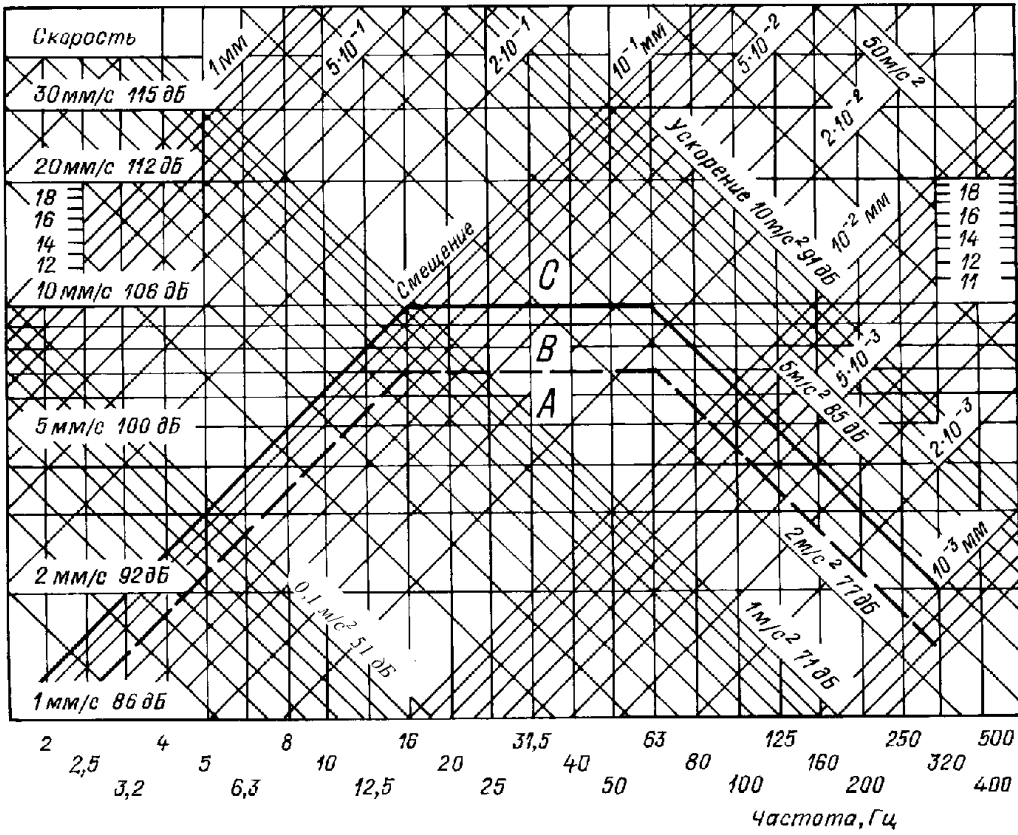 Скорость
1 мм
5·10⁻¹
2·10⁻¹
10⁻¹ мм
5·10⁻²
50 м/с²
2·10⁻²
30 мм/с 115 дБ
20 мм/с 112 дБ
18
16
14
12
10 мм/с 106 дБ
Смещение
Ускорение 10 м/с² 91 дБ
10⁻² мм
18
16
14
12
11
C
B
A
5 мм/с 100 дБ
5 м/с² 85 дБ
5·10⁻³
2·10⁻³
2 мм/с 92 дБ
0,1 м/с² 51 дБ
2 м/с² 77 дБ
10⁻³ мм
1 мм/с 86 дБ
1 м/с² 71 дБ
2 4 8 16 31,5 63 125 250 500
2,5 5 10 20 40 80 160 320
3,2 6,3 12,5 25 50 100 200 400
Частота, Гц